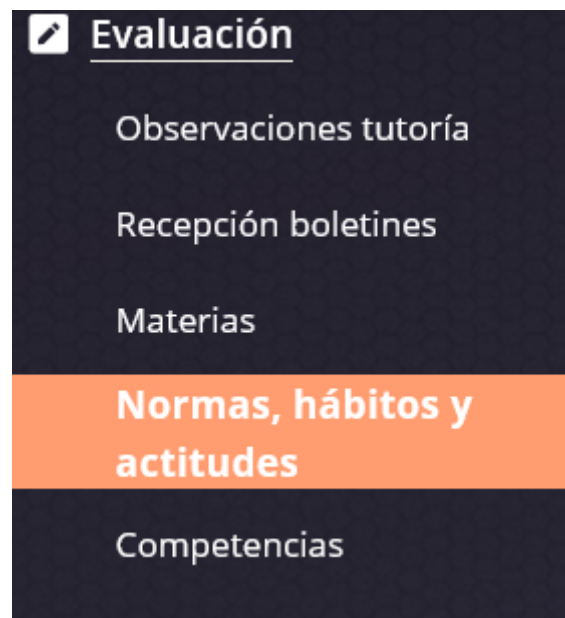 Evaluación
Observaciones tutoría
Recepción boletines
Materias
Normas, hábitos y
actitudes
Competencias